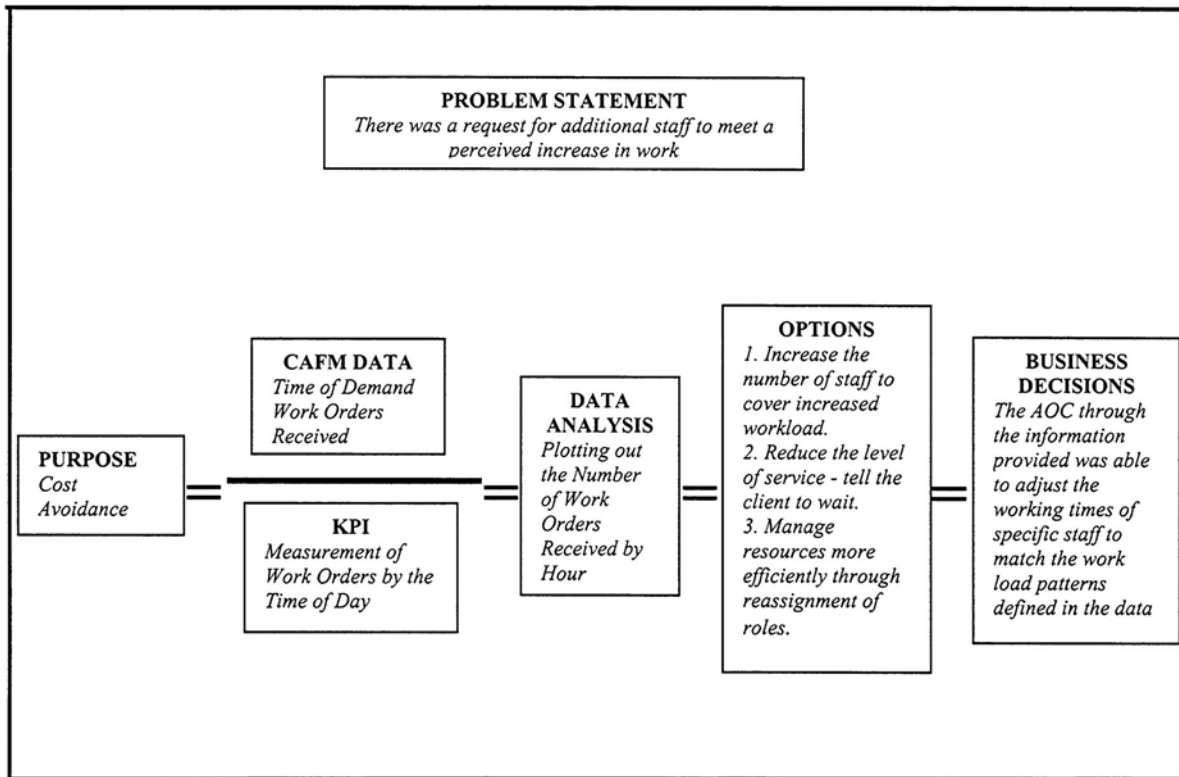 PROBLEM STATEMENT
There was a request for additional staff to meet a
perceived increase in work
PURPOSE
Cost
Avoidance
CAFM DATA
Time of Demand
Work Orders
Received
KPI
Measurement of
Work Orders by the
Time of Day
DATA
ANALYSIS
Plotting out
the Number
of Work
Orders
Received by
Hour
OPTIONS
1. Increase the
number of staff to
cover increased
workload.
2. Reduce the level
of service - tell the
client to wait.
3. Manage
resources more
efficiently through
reassignment of
roles.
BUSINESS
DECISIONS
The AOC through
the information
provided was able
to adjust the
working times of
specific staff to
match the work
load patterns
defined in the data